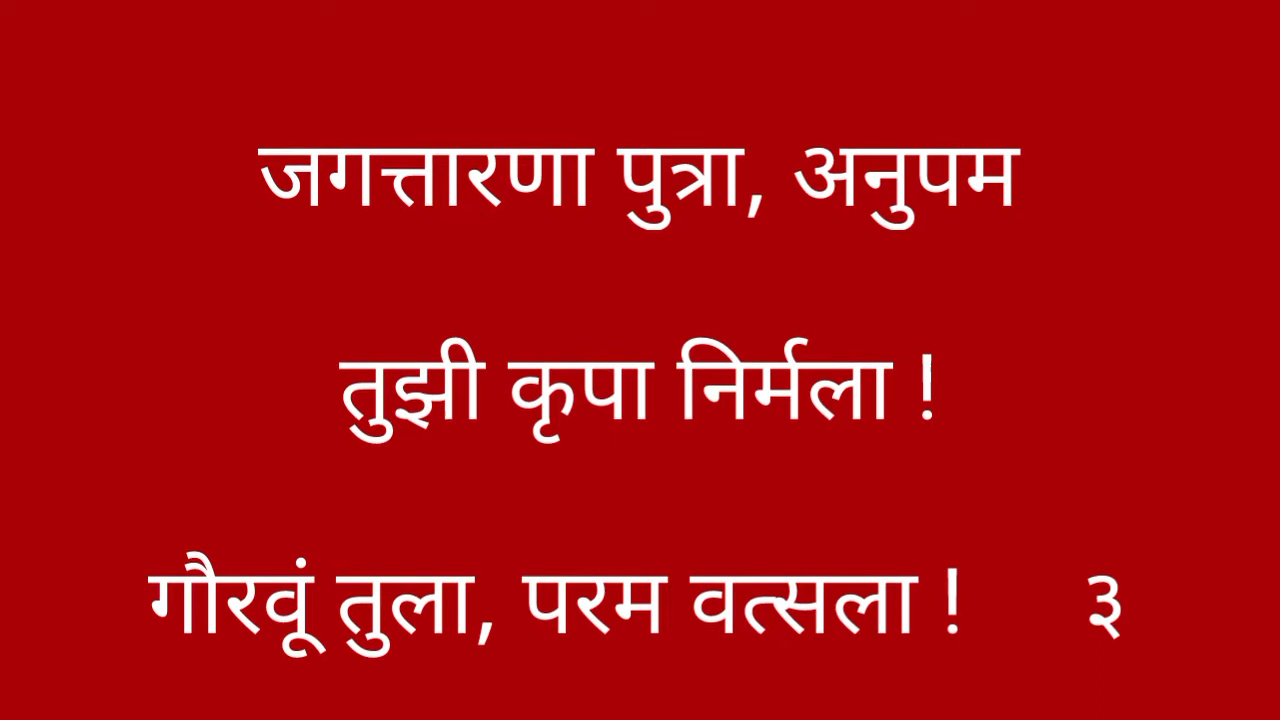 जगत्तारणा पुत्रा, अनुपम
तुझी कृपा निर्मला !
गौरवूं तुला, परम वत्सला ! ३